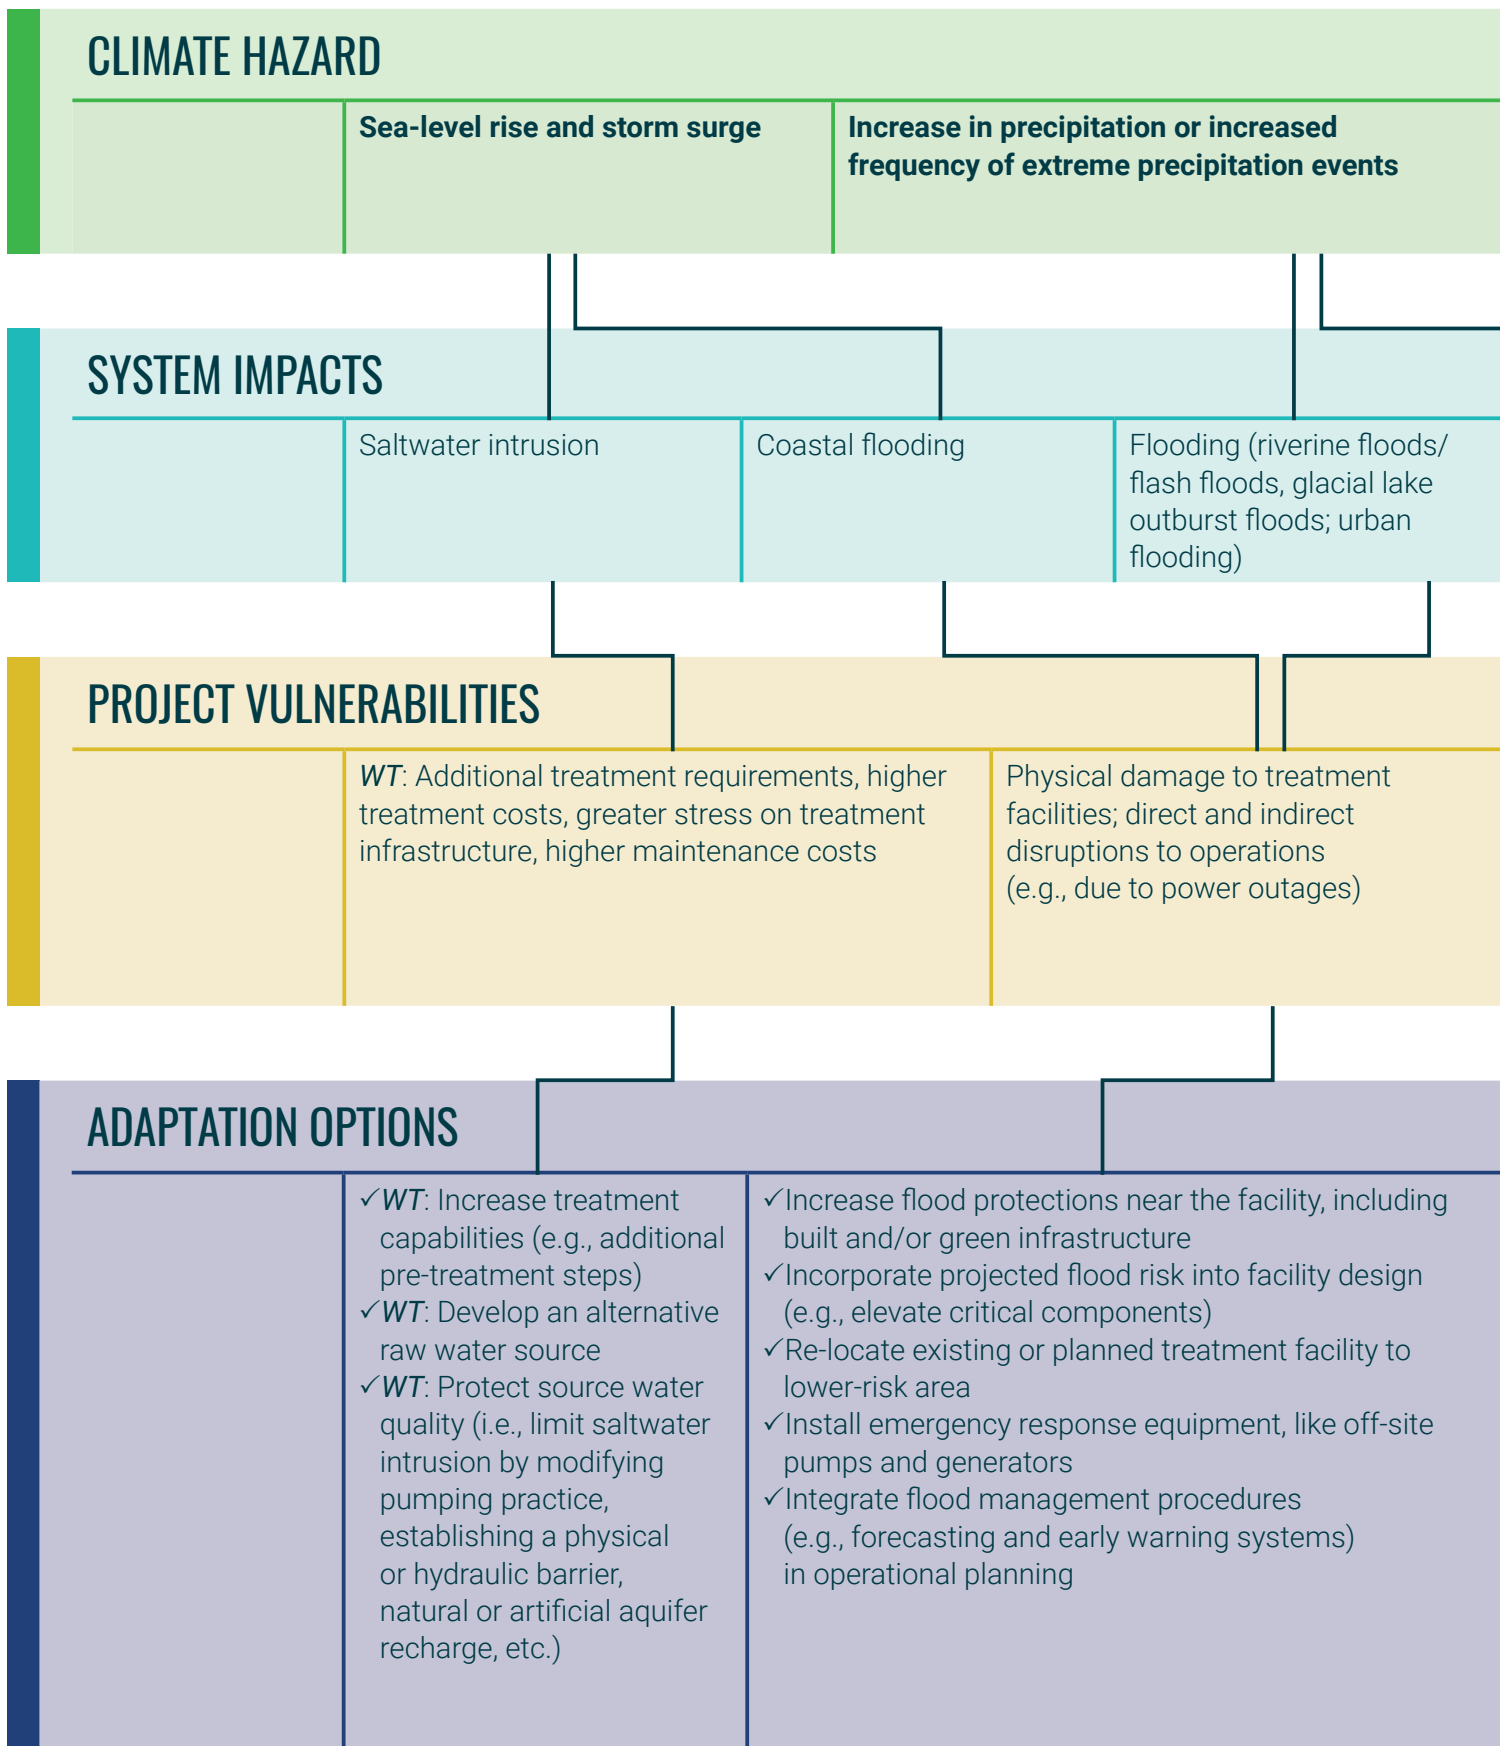 CLIMATE HAZARD
Sea-level rise and storm surge
Increase in precipitation or increased
frequency of extreme precipitation events
SYSTEM IMPACTS
Saltwater intrusion
Coastal flooding
Flooding (riverine floods/
flash floods, glacial lake
outburst floods; urban
flooding)
PROJECT VULNERABILITIES
WT: Additional treatment requirements, higher
treatment costs, greater stress on treatment
infrastructure, higher maintenance costs
Physical damage to treatment
facilities; direct and indirect
disruptions to operations
(e.g., due to power outages)
ADAPTATION OPTIONS
✓WT: Increase treatment
capabilities (e.g., additional
pre-treatment steps)
✓WT: Develop an alternative
raw water source
✓WT: Protect source water
quality (i.e., limit saltwater
intrusion by modifying
pumping practice,
establishing a physical
or hydraulic barrier,
natural or artificial aquifer
recharge, etc.)
✓Increase flood protections near the facility, including
built and/or green infrastructure
✓Incorporate projected flood risk into facility design
(e.g., elevate critical components)
✓Re-locate existing or planned treatment facility to
lower-risk area
✓Install emergency response equipment, like off-site
pumps and generators
✓Integrate flood management procedures
(e.g., forecasting and early warning systems)
in operational planning